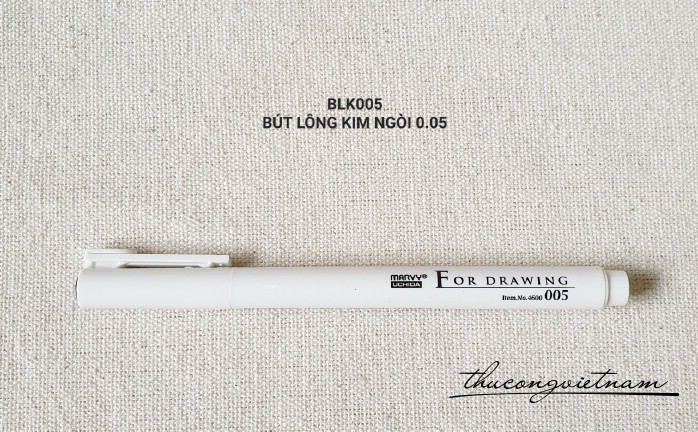 BLK005
BÚT LÔNG KIM NGÒI 0.05
MARVY®
UCHIDA
FOR DRAWING
Item.No.4600 005
thucongvietnam